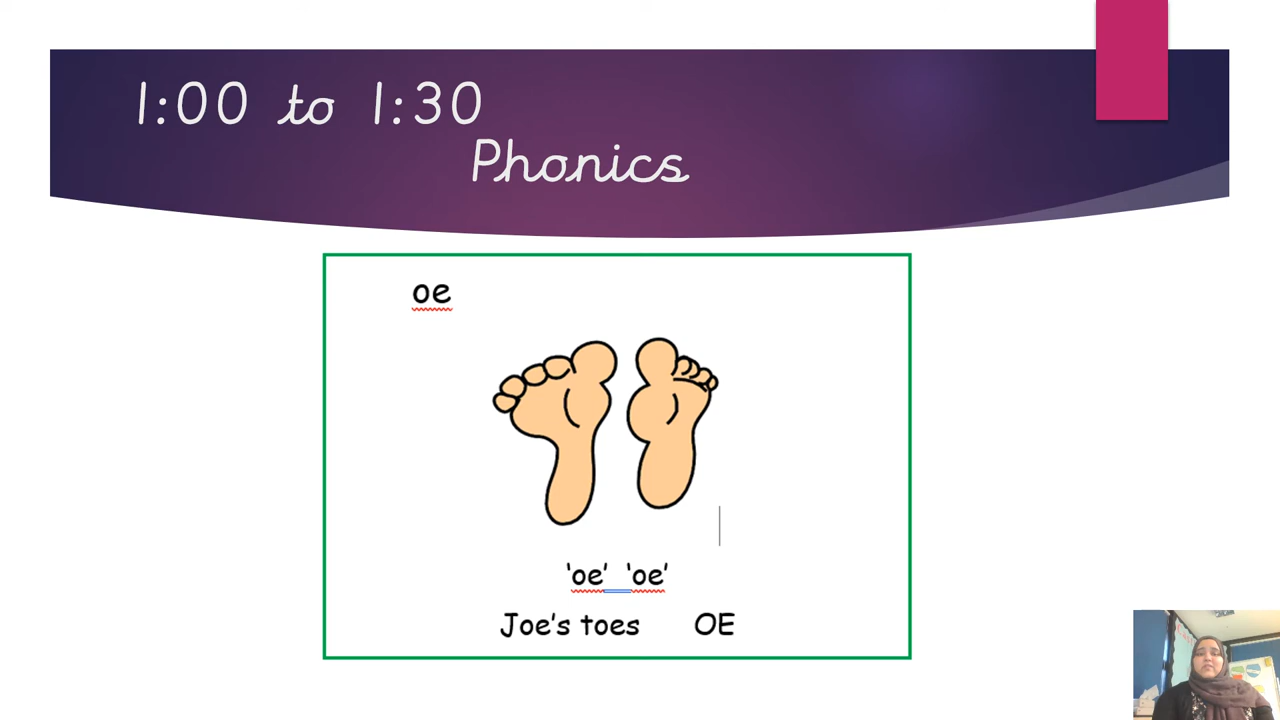 1:00 to 1:30
Phonics
oe
‘oe’ ‘oe’
Joe’s toes OE